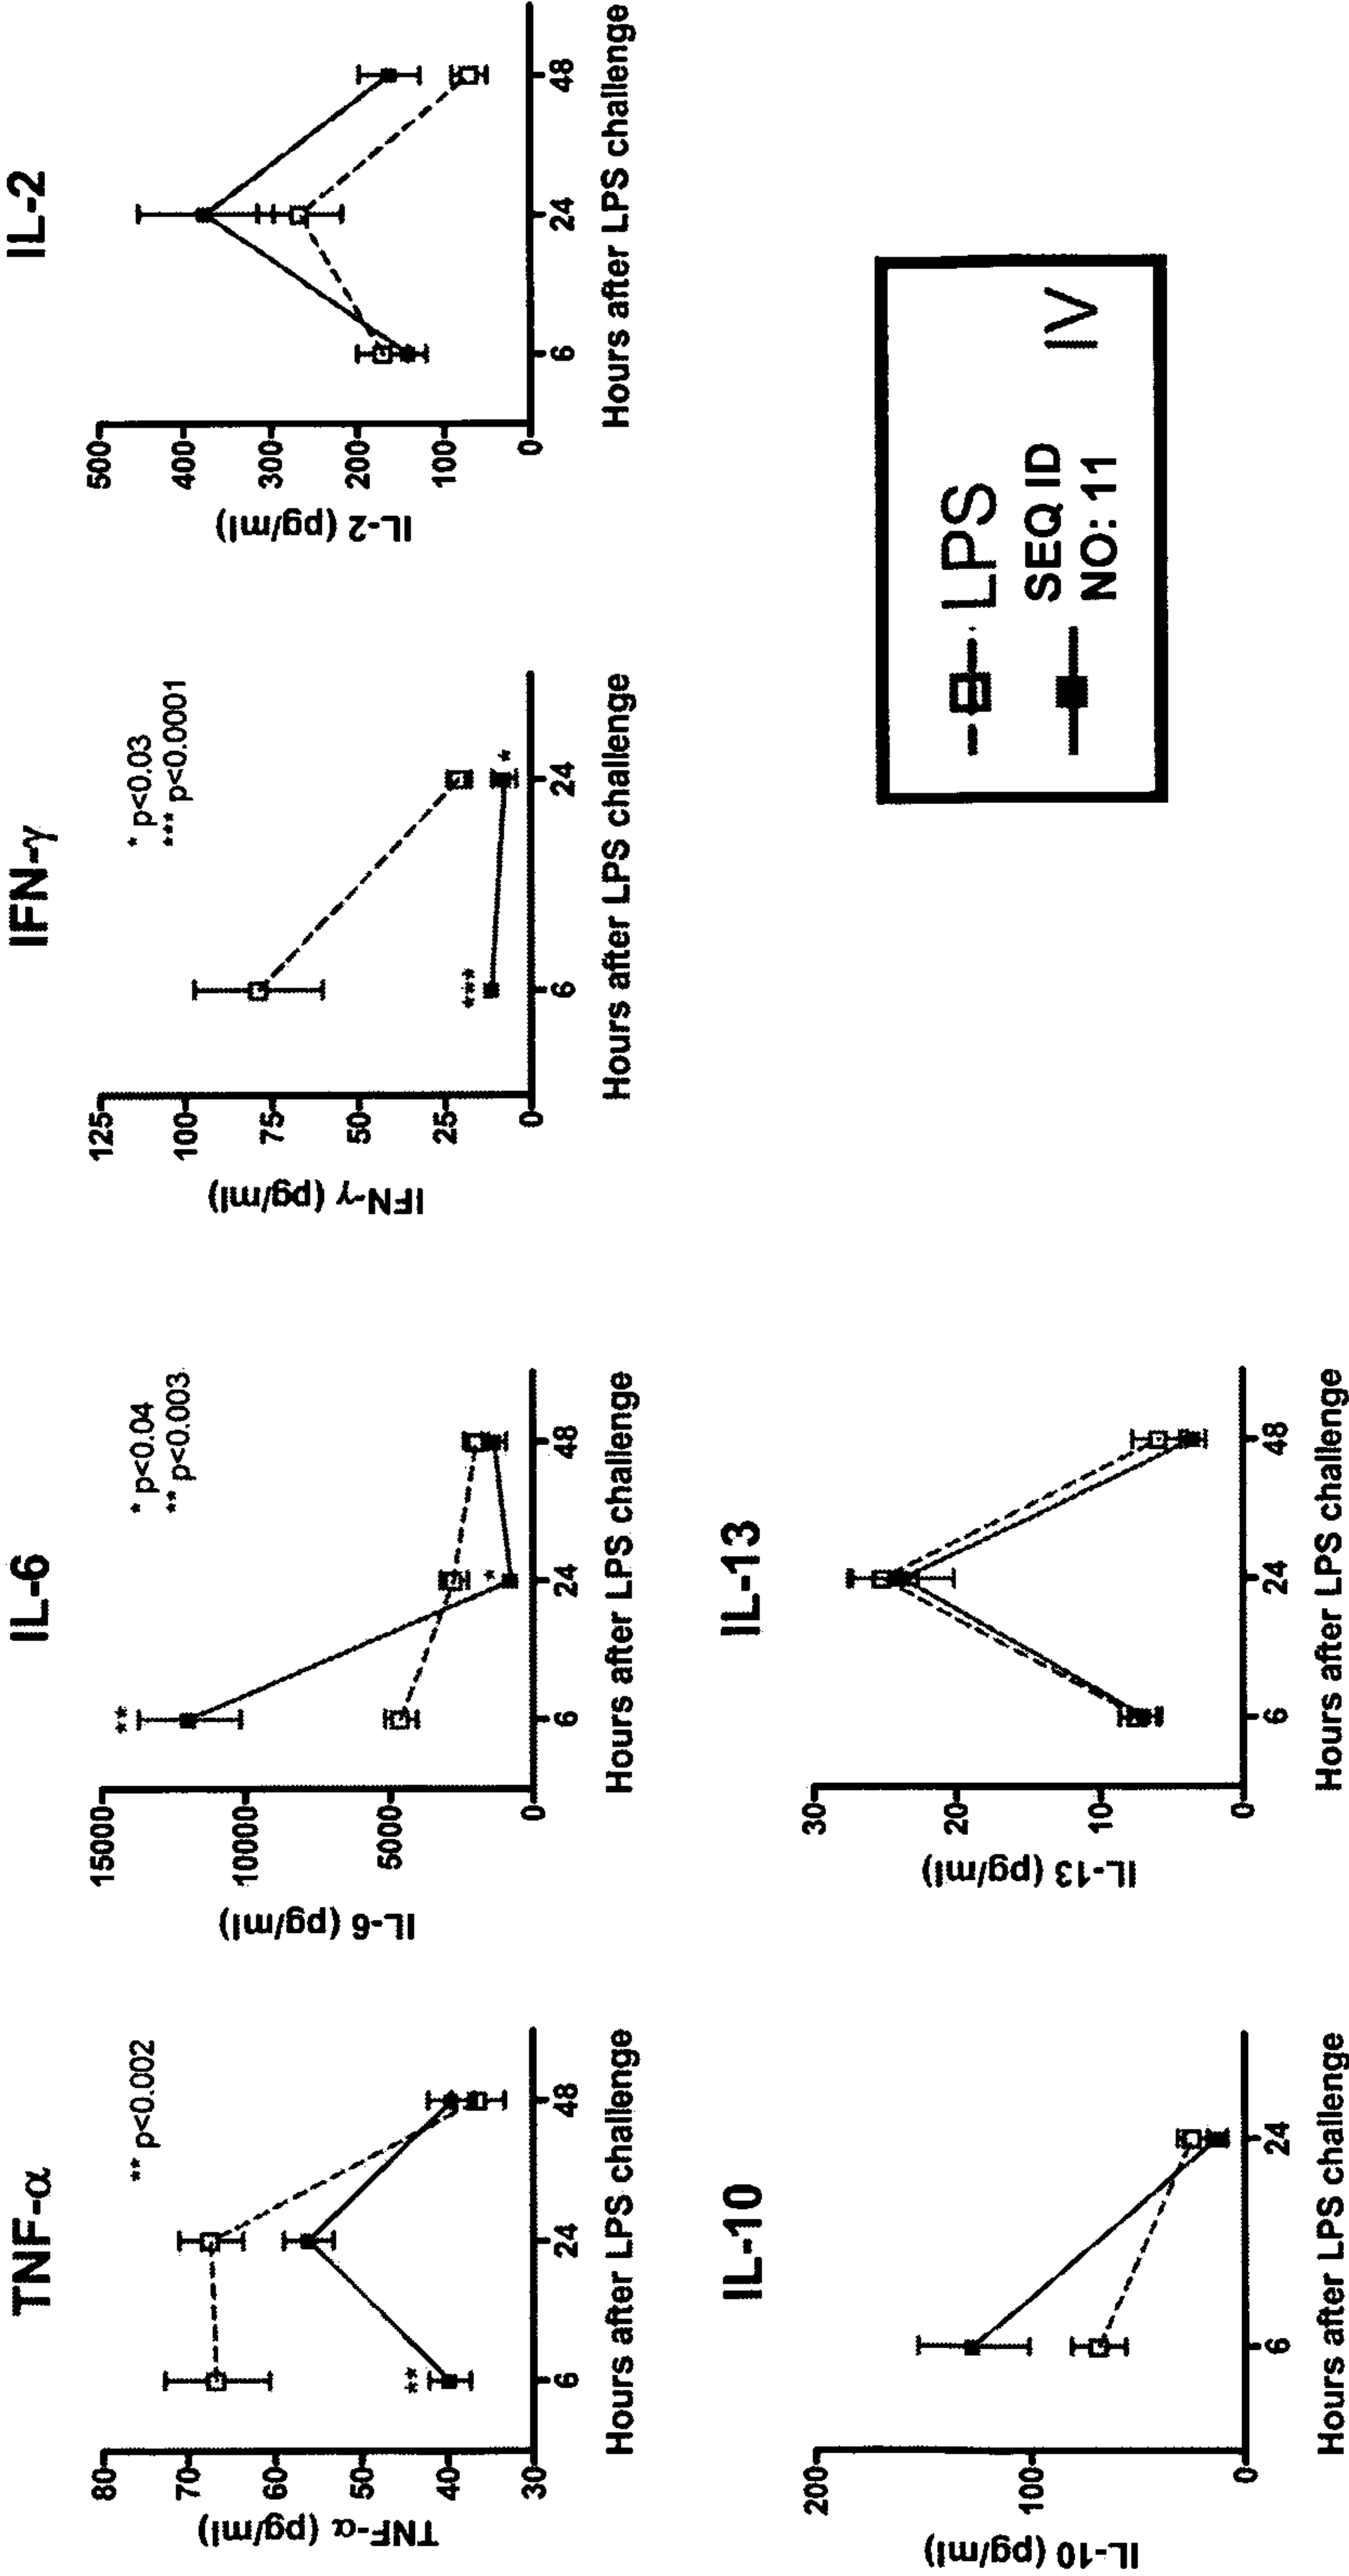 TNF-α
** p<0.002
80
70
60
50
40
30
TNF-α (pg/ml)
**
6
24
48
Hours after LPS challenge
IL-6
* p<0.04
** p<0.003
15000
10000
5000
0
IL-6 (pg/ml)
**
*
6
24
48
Hours after LPS challenge
IFN-γ
* p<0.03
*** p<0.0001
125
100
75
50
25
0
IFN-γ (pg/ml)
***
*
6
24
Hours after LPS challenge
IL-2
500
400
300
200
100
0
IL-2 (pg/ml)
6
24
48
Hours after LPS challenge
IL-10
200
100
0
IL-10 (pg/ml)
6
24
Hours after LPS challenge
IL-13
30
20
10
0
IL-13 (pg/ml)
6
24
48
Hours after LPS challenge
LPS
SEQ ID
NO: 11 IV